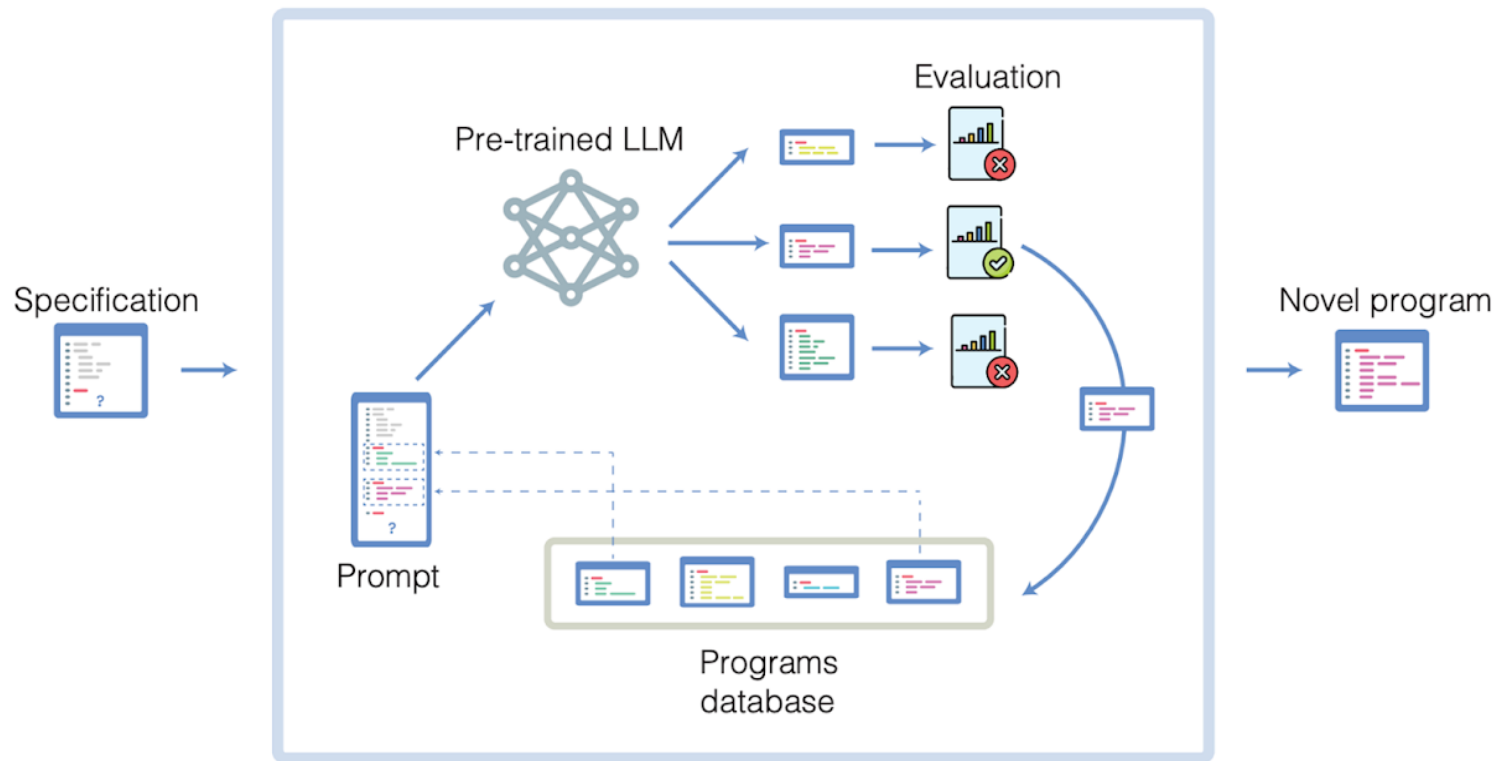 Evaluation
Pre-trained LLM
Specification
?
Novel program
?
Prompt
Programs
database